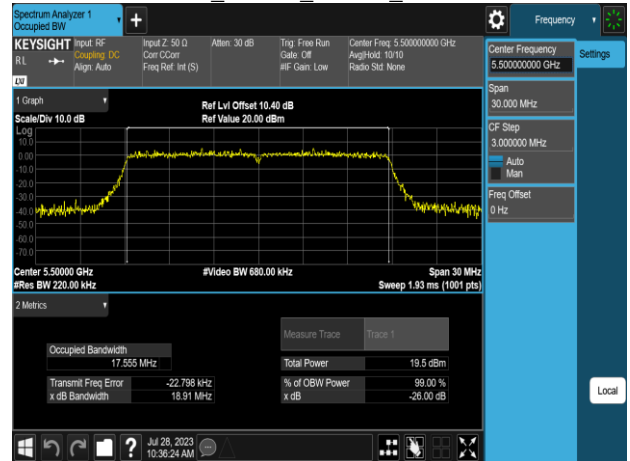 Spectrum Analyzer 1
Occupied BW
Frequency
KEYSIGHT
RL
LXI
Input: RF
Coupling: DC
Align: Auto
Input Z: 50 Ω
Corr CCorr
Freq Ref: Int (S)
Atten: 30 dB
Trig: Free Run
Gate: Off
#IF Gain: Low
Center Freq: 5.500000000 GHz
Avg|Hold: 10/10
Radio Std: None
Center Frequency
5.500000000 GHz
Settings
Span
30.000 MHz
CF Step
3.000000 MHz
Auto
Man
Freq Offset
0 Hz
Local
1 Graph
Scale/Div 10.0 dB
Ref Lvl Offset 10.40 dB
Ref Value 20.00 dBm
Log
10.0
0.00
-10.0
-20.0
-30.0
-40.0
-50.0
-60.0
-70.0
Center 5.50000 GHz
#Res BW 220.00 kHz
#Video BW 680.00 kHz
Span 30 MHz
Sweep 1.93 ms (1001 pts)
2 Metrics
Measure Trace Trace 1
Occupied Bandwidth
17.555 MHz
Total Power 19.5 dBm
Transmit Freq Error -22.798 kHz
% of OBW Power 99.00 %
x dB Bandwidth 18.91 MHz
x dB -26.00 dB
Jul 28, 2023
10:36:24 AM